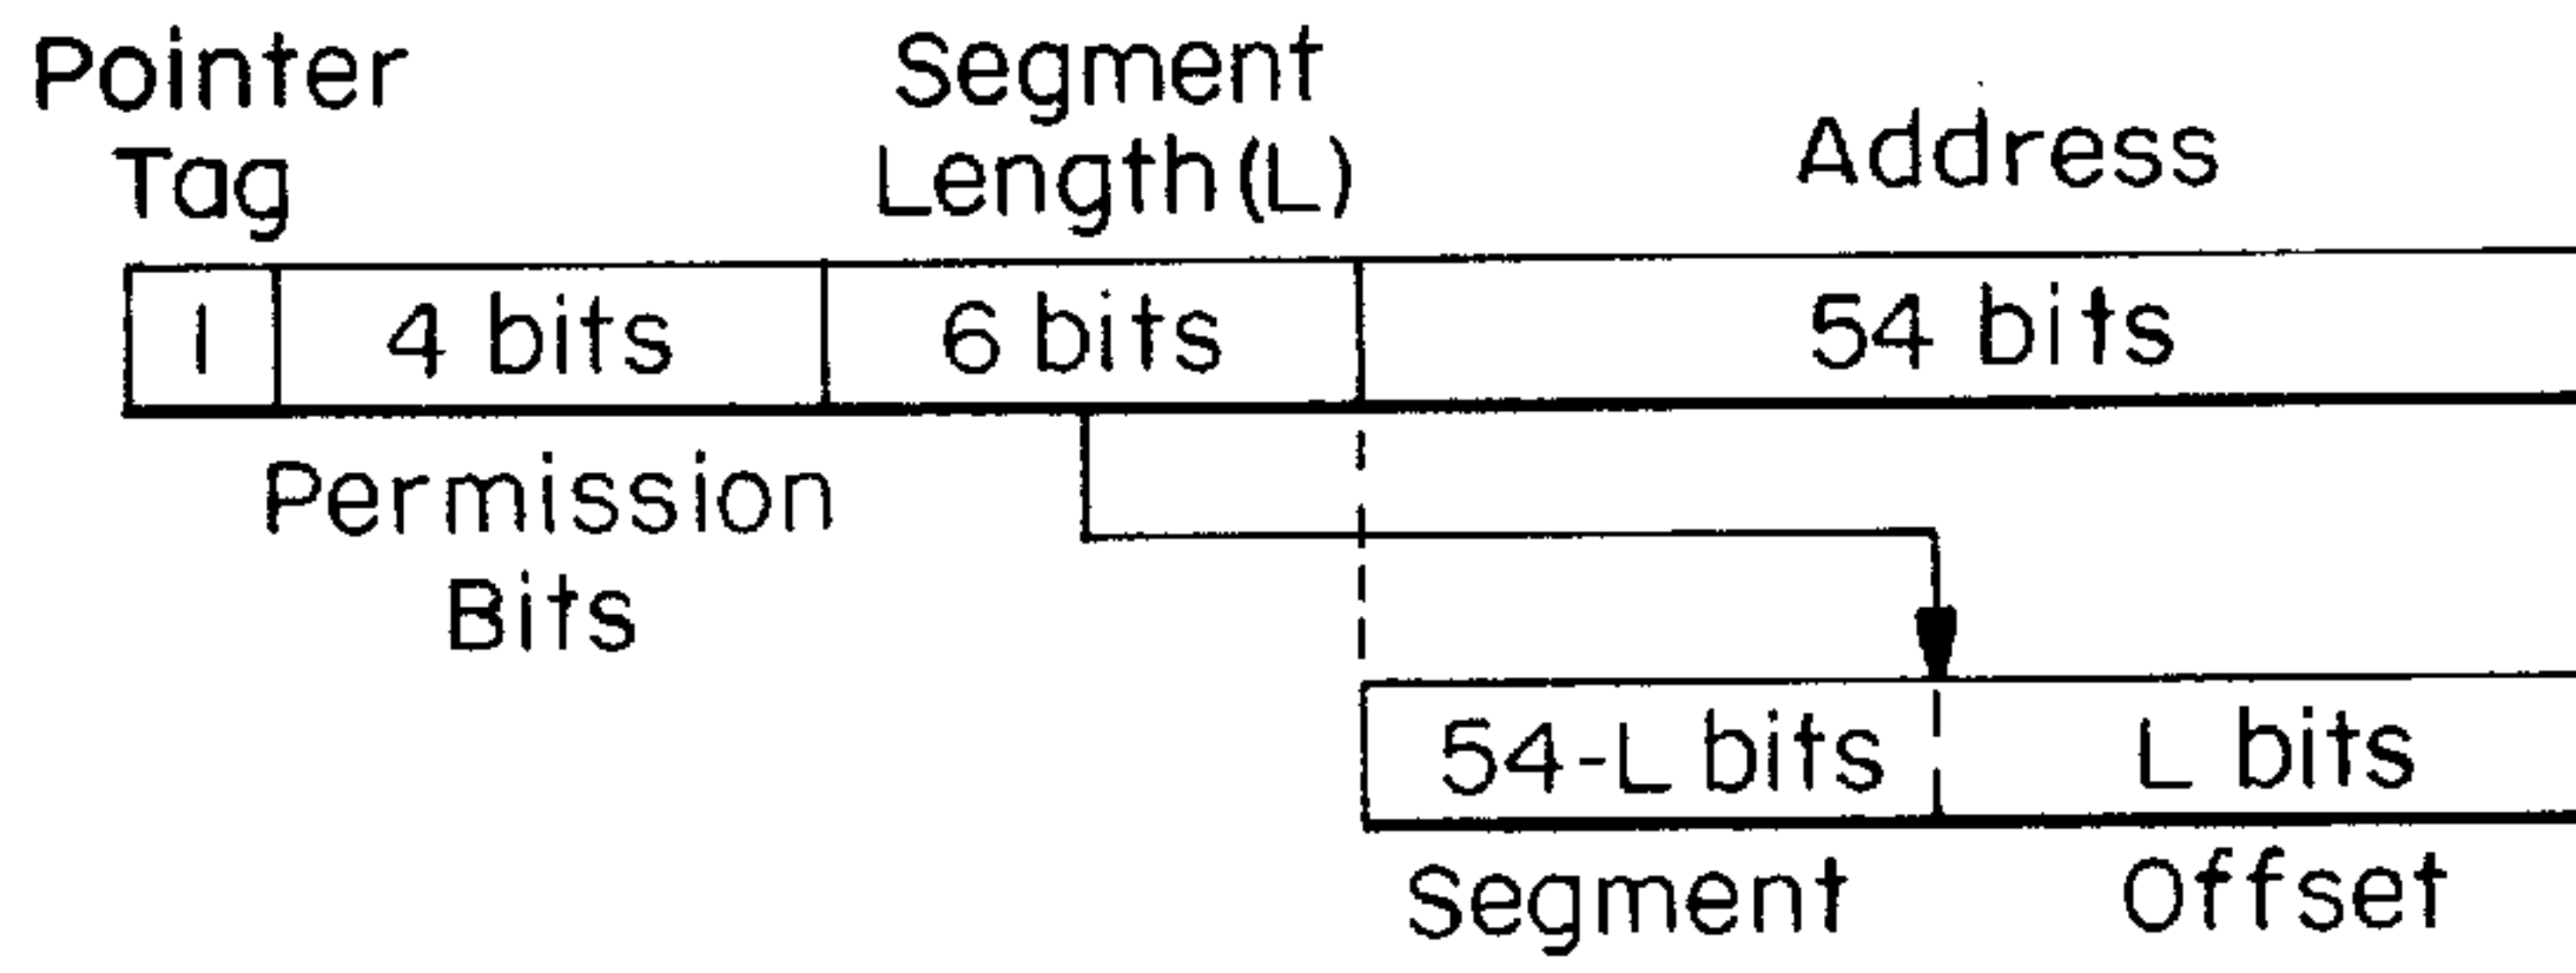 Pointer
Tag
Segment
Length(L)
Address
1
4 bits
6 bits
54 bits
Permission
Bits
54-L bits
L bits
Segment
Offset